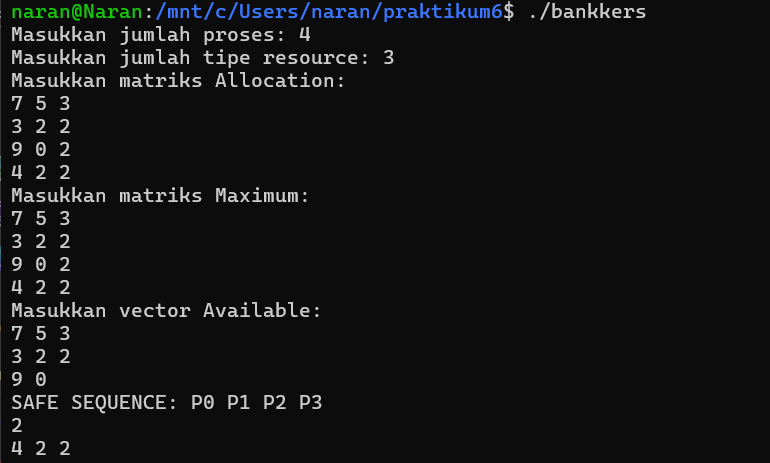 naran@Naran:/mnt/c/Users/naran/praktikum6$ ./bankkers
Masukkan jumlah proses: 4
Masukkan jumlah tipe resource: 3
Masukkan matriks Allocation:
7 5 3
3 2 2
9 0 2
4 2 2
Masukkan matriks Maximum:
7 5 3
3 2 2
9 0 2
4 2 2
Masukkan vector Available:
7 5 3
3 2 2
9 0
SAFE SEQUENCE: P0 P1 P2 P3
2
4 2 2